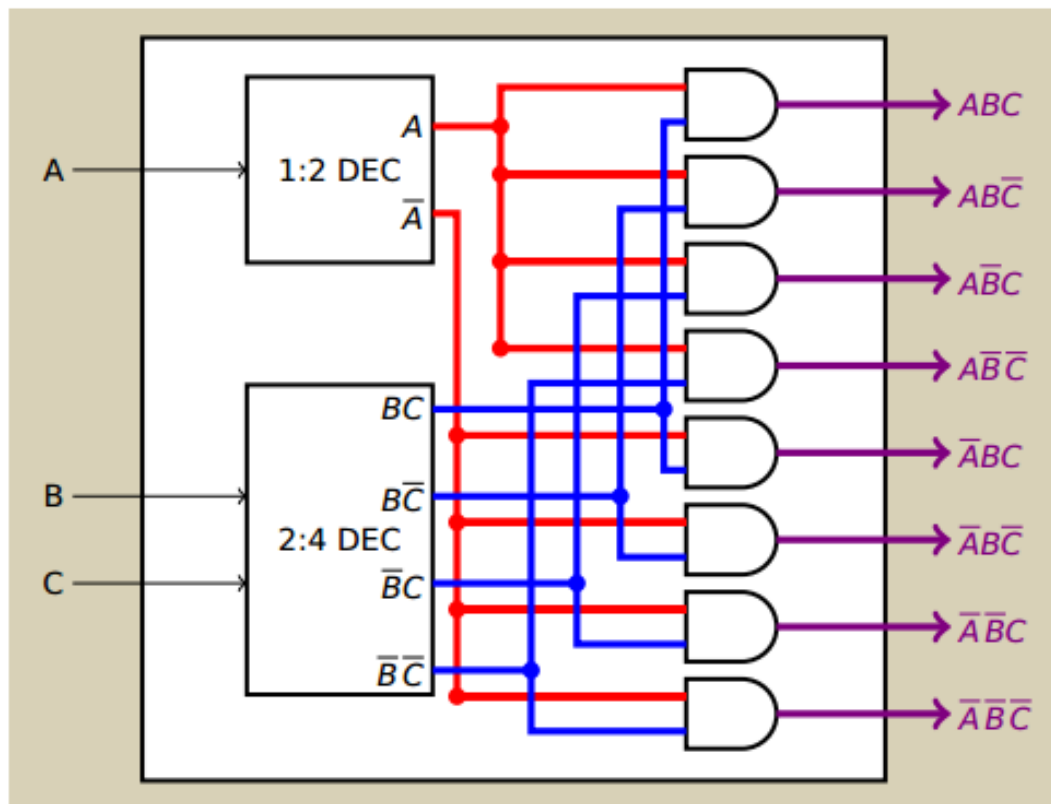 A
1:2 DEC
A
A̅
B
C
2:4 DEC
BC
BC̅
B̅C
B̅ C̅
ABC
ABC̅
AB̅C
AB̅ C̅
A̅BC
A̅BC̅
A̅ B̅C
A̅ B̅ C̅